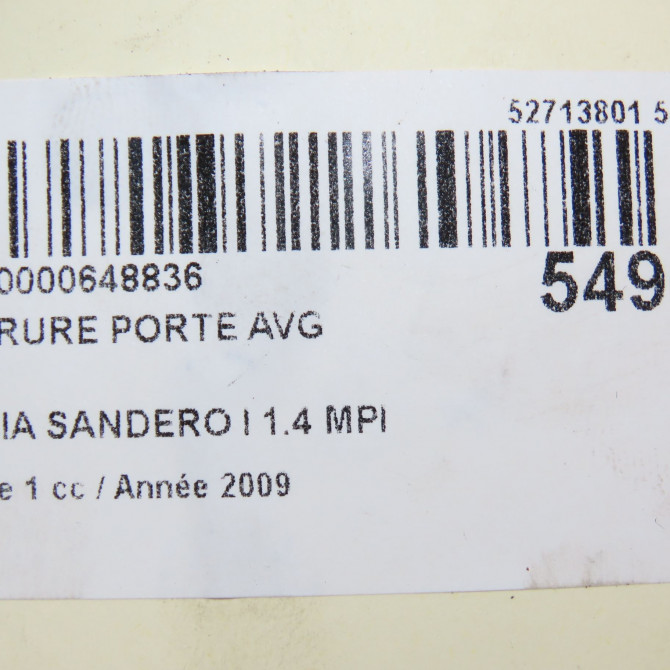 52713801 5
0000648836
549
RURE PORTE AVG
IA SANDERO I 1.4 MPI
e 1 cc / Année 2009